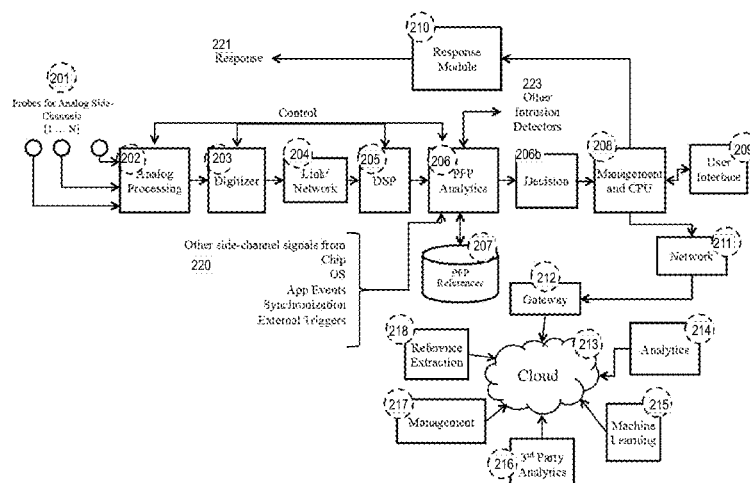 210
221
Response
Response
Module
201
Probes for Analog Side-
Channels
[1 ... N]
Control
223
Other
Intrusion
Detectors
202
Analog
Processing
203
Digitizer
204
Link/
Network
205
DSP
206
PFP
Analytics
206b
Decision
208
Management
and CPU
209
User
Interface
Other side-channel signals from
220
Chip
OS
App Events
Synchronization
External Triggers
207
PFP
References
211
Network
212
Gateway
218
Reference
Extraction
213
Cloud
214
Analytics
217
Management
215
Machine
Learning
216
3rd Party
Analytics